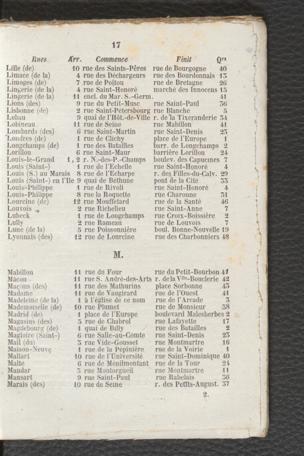 17
Rues Arr. Commence Finit Qrs
Lille (de) 10 rue des Saints-Pères rue de Bourgogne 40
Limace (de la) 4 rue des Déchargeurs rue des Bourdonnais 13
Limoges (de) 7 rue de Poitou rue de Bretagne 26
Lingerie (de la) 4 rue Saint-Honoré marché des Innocens 15
Lingerie (de la) 11 encl. du Mar. S.-Germ. 41
Lions (des) 9 rue du Petit-Musc rue Saint-Paul 36
Lisbonne (de) 2 rue Saint-Petersbourg rue Blanche 5
Lobau 9 quai de l'Hôt.-de-Ville r. de la Tixeranderie 34
Lobineau 11 rue de Seine rue Mabillon 41
Lombards (des) 6 rue Saint-Martin rue Saint-Denis 23
Londres (de) 1 rue de Clichy place de l'Europe 1
Longchamps (de) 1 rue des Batailles barr. de Longchamps 2
Lorillon 6 rue Saint-Maur barrière Lorillon 24
Louis-le-Grand 1, 2 r. N.-des-P.-Champs boulev. des Capucines 7
Louis (Saint-) 1 rue de l'Echelle rue Saint-Honoré 4
Louis (S.) au Marais 8 rue de l'Echarpe r. des Filles-du-Calv. 29
Louis (Saint-) en l'Ile 9 quai de Béthune pont de la Cité 33
Louis-Philippe 1 rue de Rivoli rue Saint-Honoré 4
Louis-Philippe 8 rue la Roquette rue Charonne 31
Lourcine (de) 12 rue Mouffetard rue de la Santé 46
Louvois 2 rue Richelieu rue Saint-Anne 7
Lubeck 1 rue de Longchamps rue Croix-Boissière 2
Lully 2 rue Rameau rue de Louvois 7
Lune (de la) 5 rue Poissonnière boul. Bonne-Nouvelle 19
Lyonnais (des) 12 rue de Lourcine rue des Charbonniers 48
M.
Mabillon 11 rue du Four rue du Petit-Bourbon 41
Mâcon 11 rue S. André-des-Arts r. de la Vlle-Bouclerie 42
Maçons (des) 11 rue des Mathurins place Sorbonne 43
Madame 11 rue de Vaugirard rue de l'Ouest 41
Madeleine (de la) 1 à l'église de ce nom rue de l'Arcade 3
Mademoiselle (de) 10 rue Plumet rue de Monsieur 38
Madrid (de) 1 place de l'Europe boulevard Malesherbes 2
Magasins (des) 3 rue de Chabrol rue Lafayette 17
Magdebourg (de) 1 quai de Billy rue des Batailles 2
Magloire (Saint-) 6 rue Salle-au-Comte rue Saint-Denis 23
Mail (du) 3 rue Vide-Gousset rue Montmartre 16
Maison-Neuve 1 rue de la Pépinière rue de la Voirie 1
Mallari 10 rue de l'Université rue Saint-Dominique 40
Malte 6 rue de Ménilmontant rue de la Tour 24
Mandar 3 rue Montorgueil rue Montmartre 11
Mansart 9 rue Saint-Paul rue Rabelais 36
Marais (des) 10 rue de Seine r. des Petits-August. 37
2.